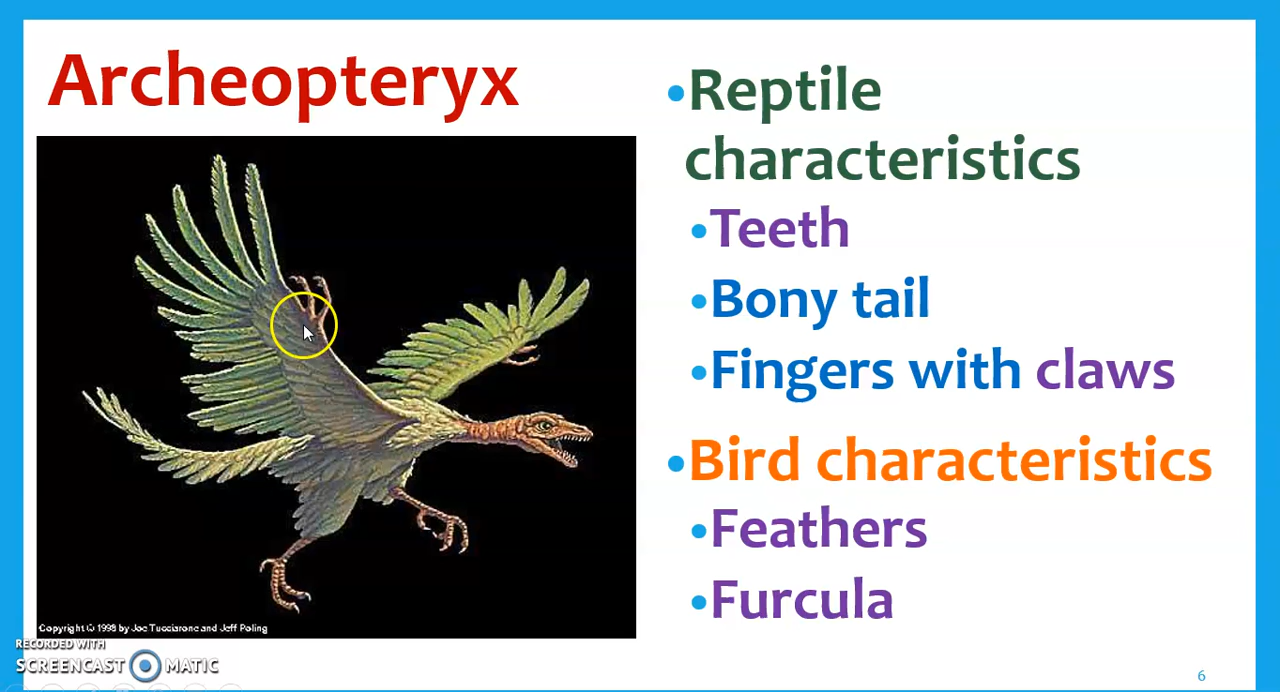 Archeopteryx
•Reptile
characteristics
•Teeth
•Bony tail
•Fingers with claws
•Bird characteristics
•Feathers
•Furcula
Copyright © 1998 by Joe Tucciarone and Jeff Poling
RECORDED WITH
SCREENCAST MATIC
6